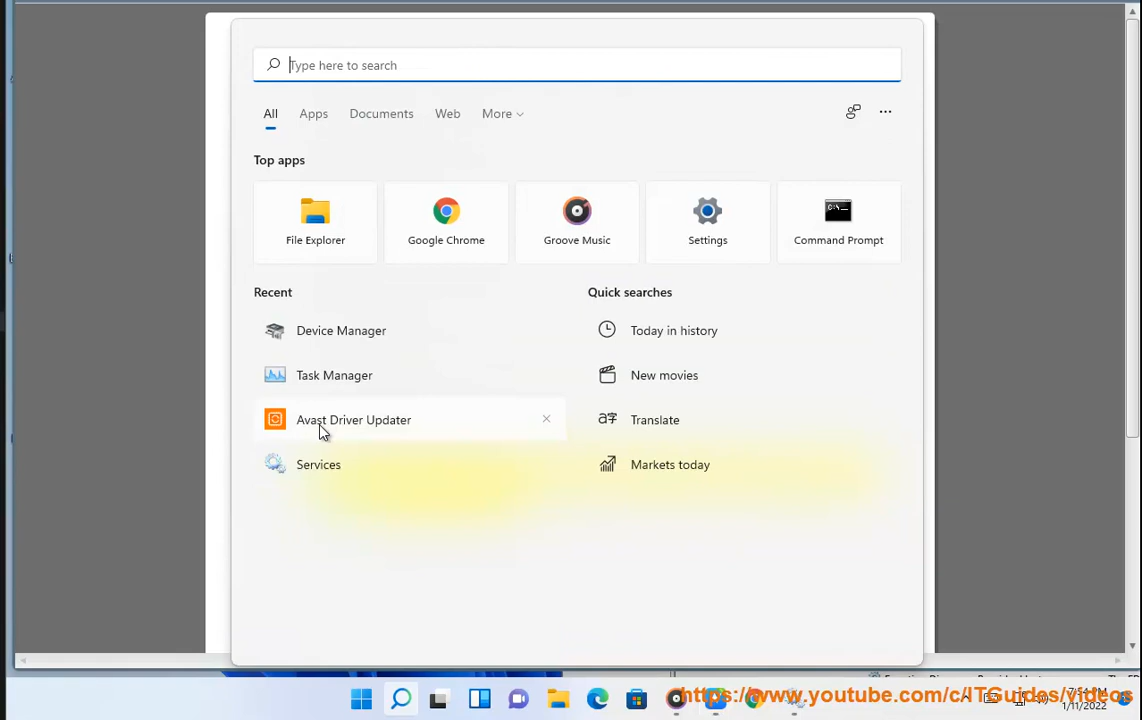 Type here to search
All Apps Documents Web More
Top apps
File Explorer Google Chrome Groove Music Settings Command Prompt
Recent Quick searches
Device Manager Today in history
Task Manager New movies
Avast Driver Updater Translate
Services Markets today
https://www.youtube.com/c/ITGuides/videos
1/11/2022